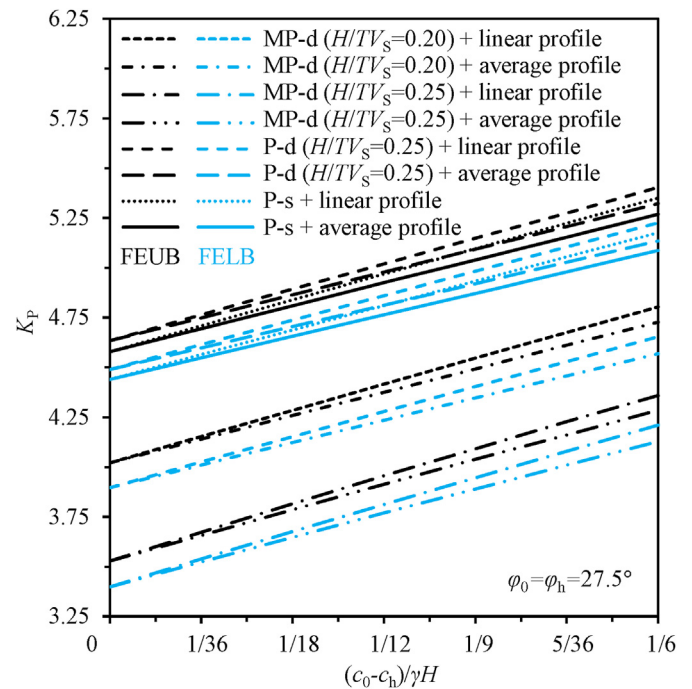 6.25
MP-d (H/TVS=0.20) + linear profile
MP-d (H/TVS=0.20) + average profile
MP-d (H/TVS=0.25) + linear profile
5.75
MP-d (H/TVS=0.25) + average profile
P-d (H/TVS=0.25) + linear profile
P-d (H/TVS=0.25) + average profile
P-s + linear profile
5.25
P-s + average profile
FEUB FELB
KP
4.75
4.25
3.75
φ0=φh=27.5°
3.25
0 1/36 1/18 1/12 1/9 5/36 1/6
(c0-ch)/γH